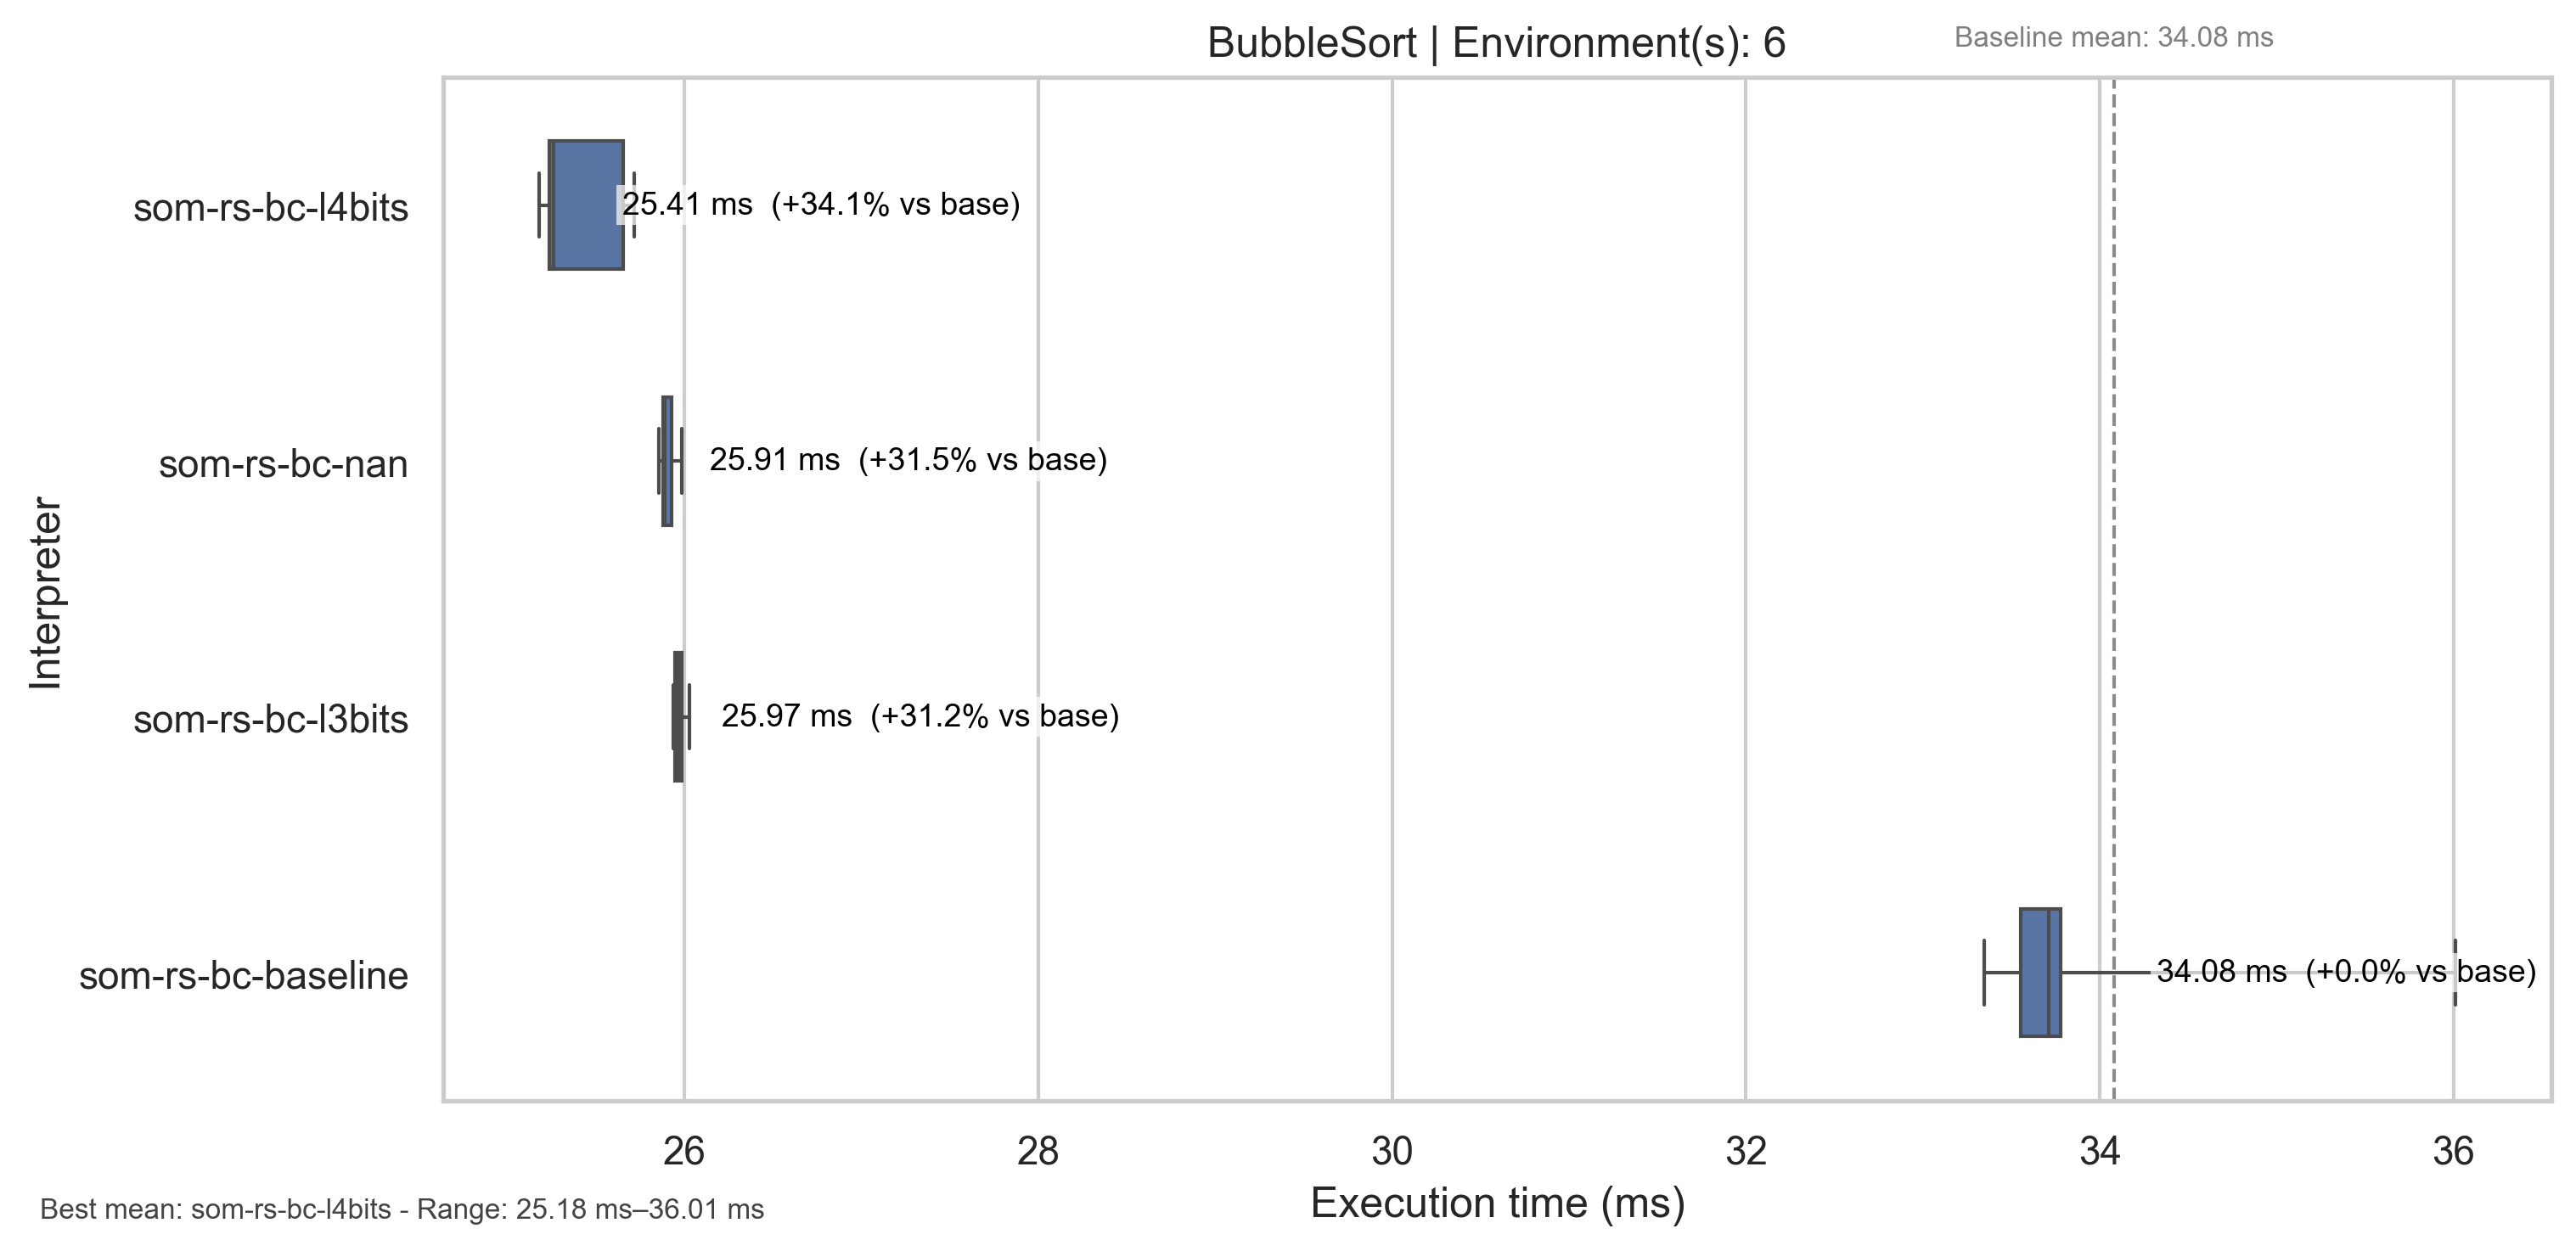 BubbleSort | Environment(s): 6
Baseline mean: 34.08 ms
som-rs-bc-l4bits
25.41 ms  (+34.1% vs base)
som-rs-bc-nan
25.91 ms  (+31.5% vs base)
Interpreter
som-rs-bc-l3bits
25.97 ms  (+31.2% vs base)
som-rs-bc-baseline
34.08 ms  (+0.0% vs base)
26 28 30 32 34 36
Execution time (ms)
Best mean: som-rs-bc-l4bits - Range: 25.18 ms–36.01 ms